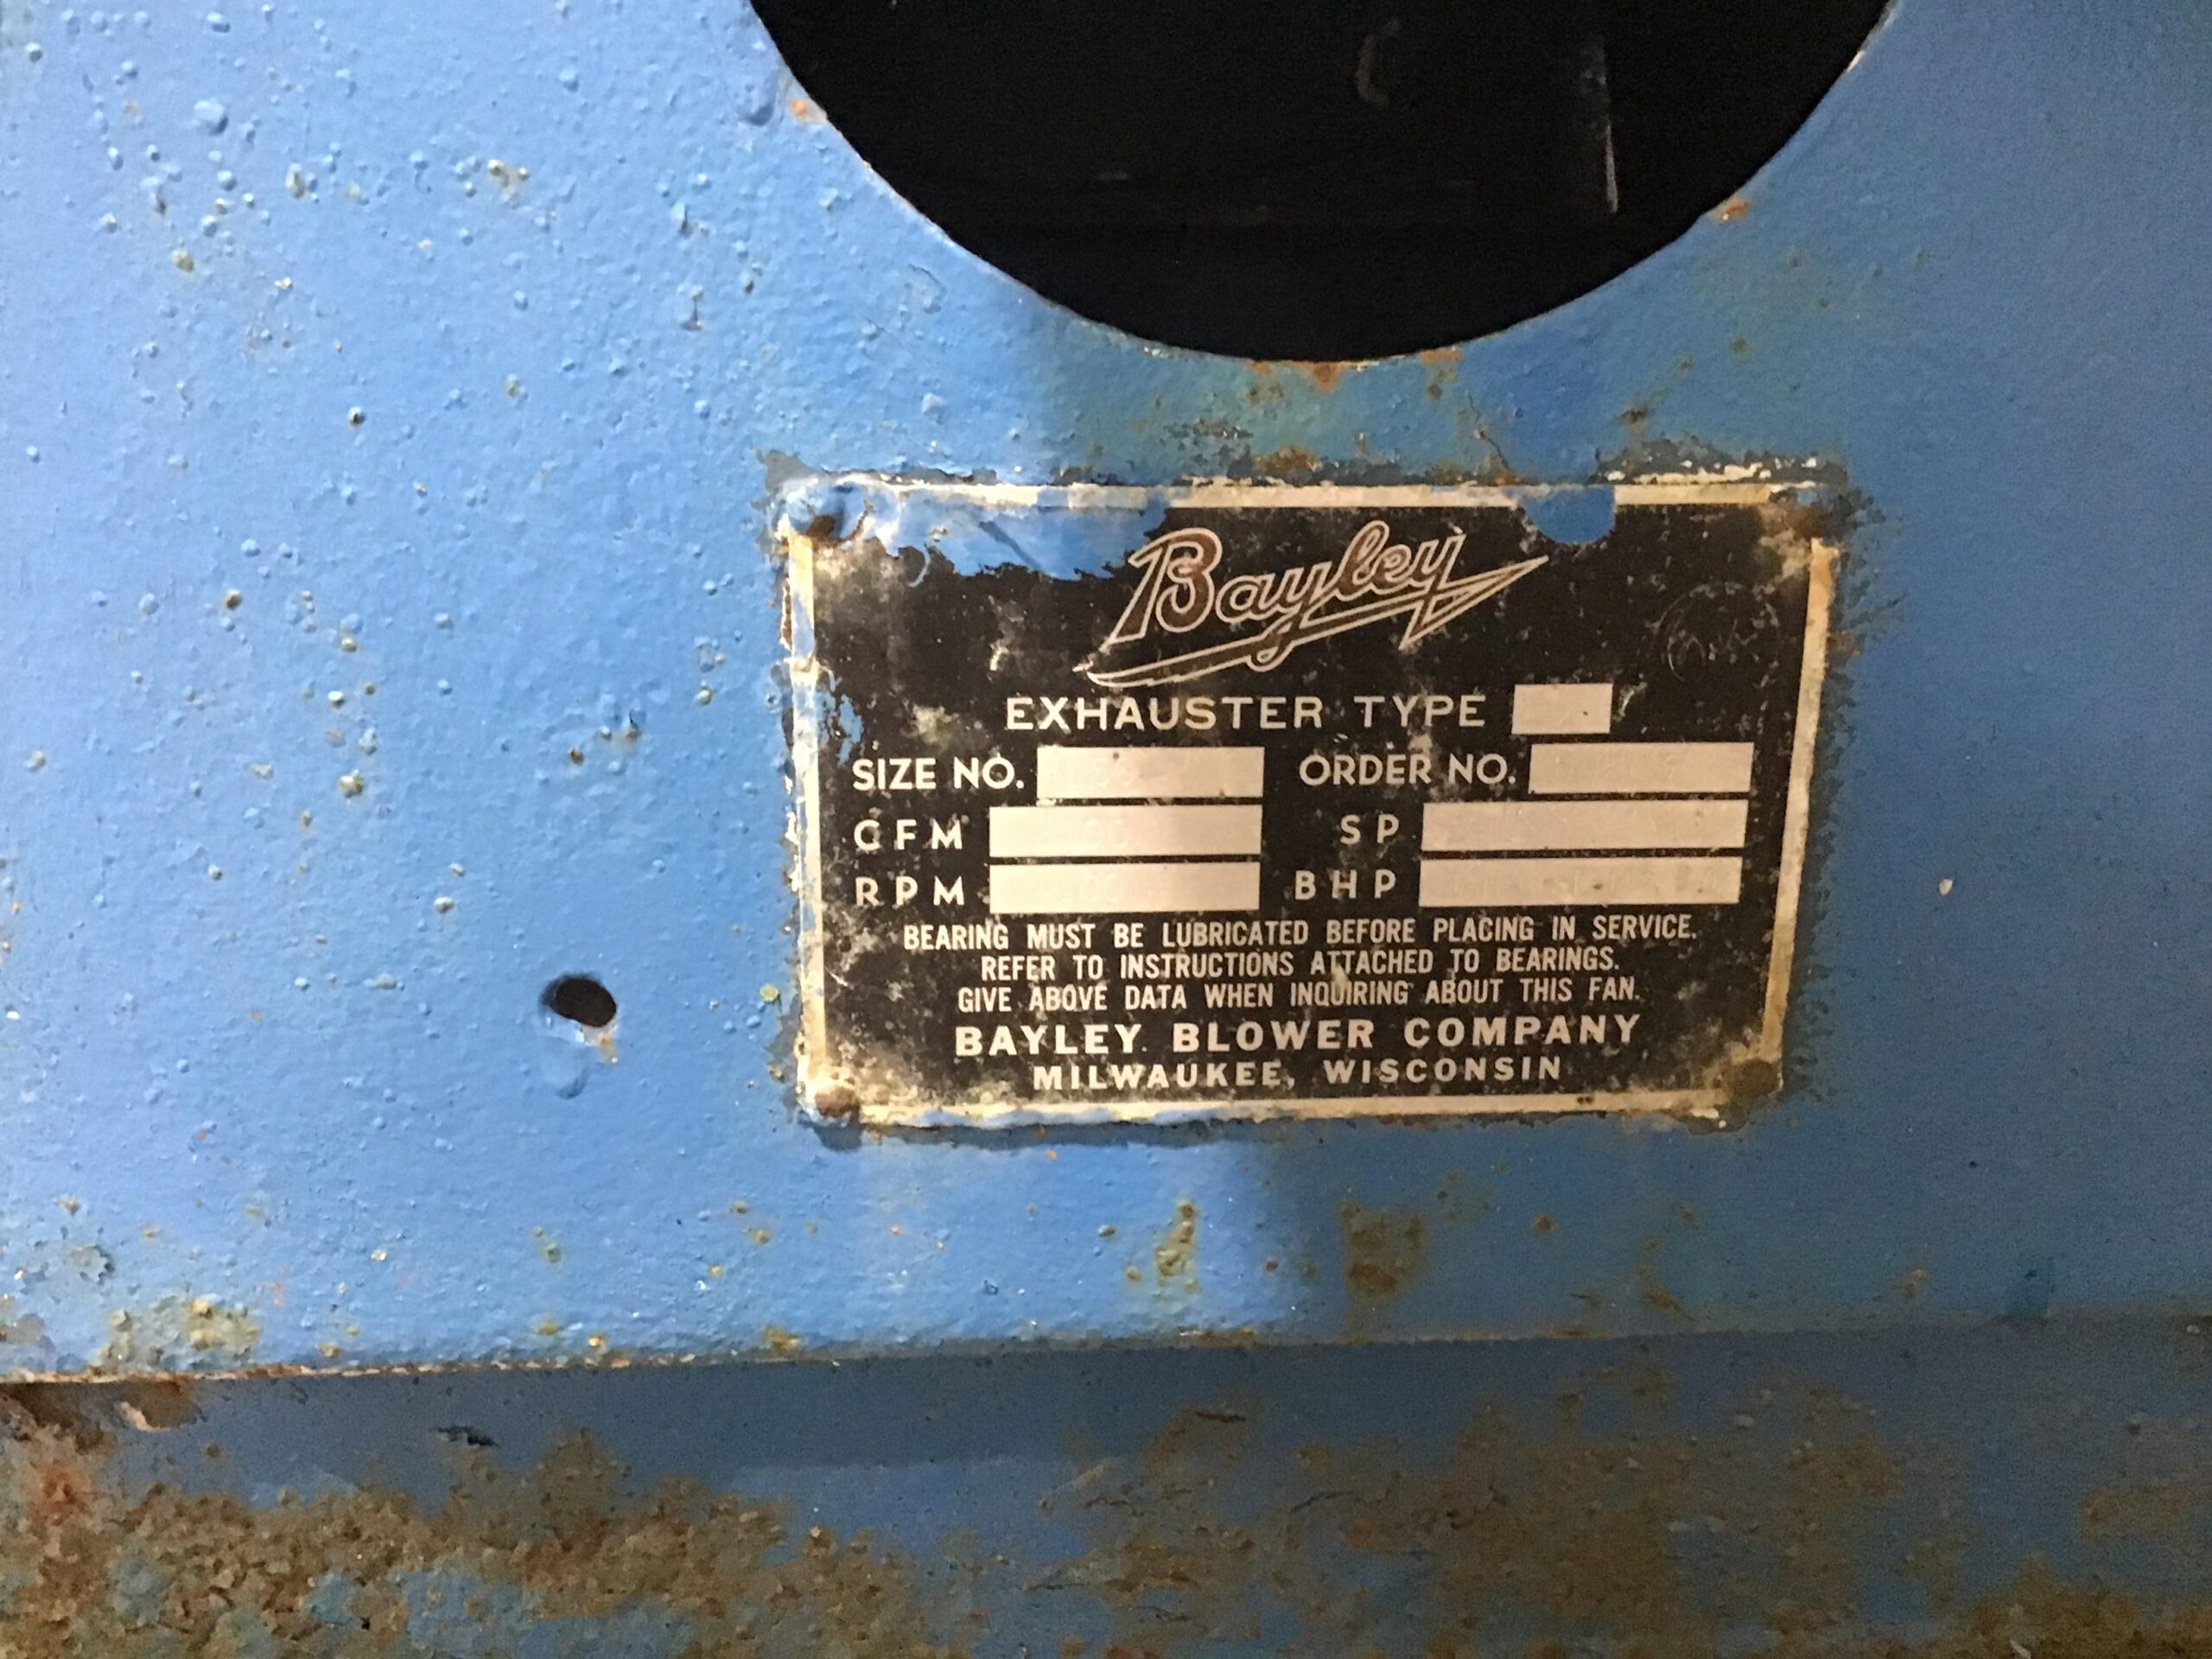 Bayley
EXHAUSTER TYPE
SIZE NO. ORDER NO.
CFM SP
RPM BHP
BEARING MUST BE LUBRICATED BEFORE PLACING IN SERVICE.
REFER TO INSTRUCTIONS ATTACHED TO BEARINGS.
GIVE ABOVE DATA WHEN INQUIRING ABOUT THIS FAN.
BAYLEY BLOWER COMPANY
MILWAUKEE, WISCONSIN